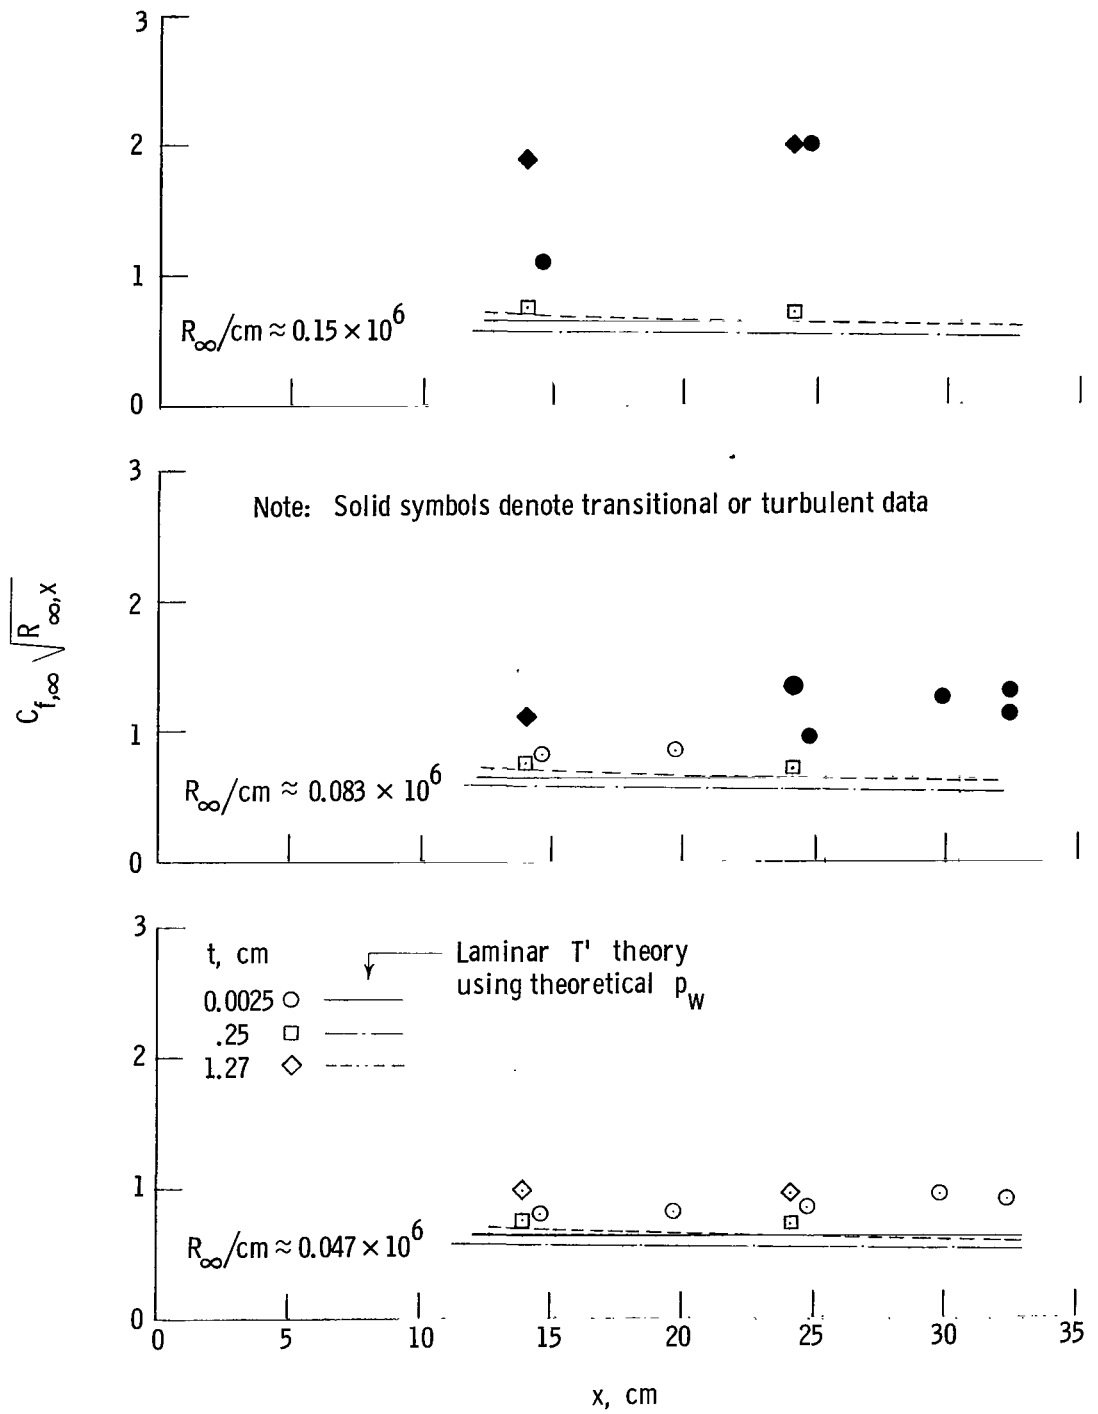 3
2
1
R∞/cm ≈ 0.15 × 10^6
0
3
Note: Solid symbols denote transitional or turbulent data
2
C_f,∞ √R_∞,x
1
R∞/cm ≈ 0.083 × 10^6
0
3
t, cm
Laminar T' theory
using theoretical p_w
0.0025
.25
2
1.27
1
R∞/cm ≈ 0.047 × 10^6
0
0 5 10 15 20 25 30 35
x, cm